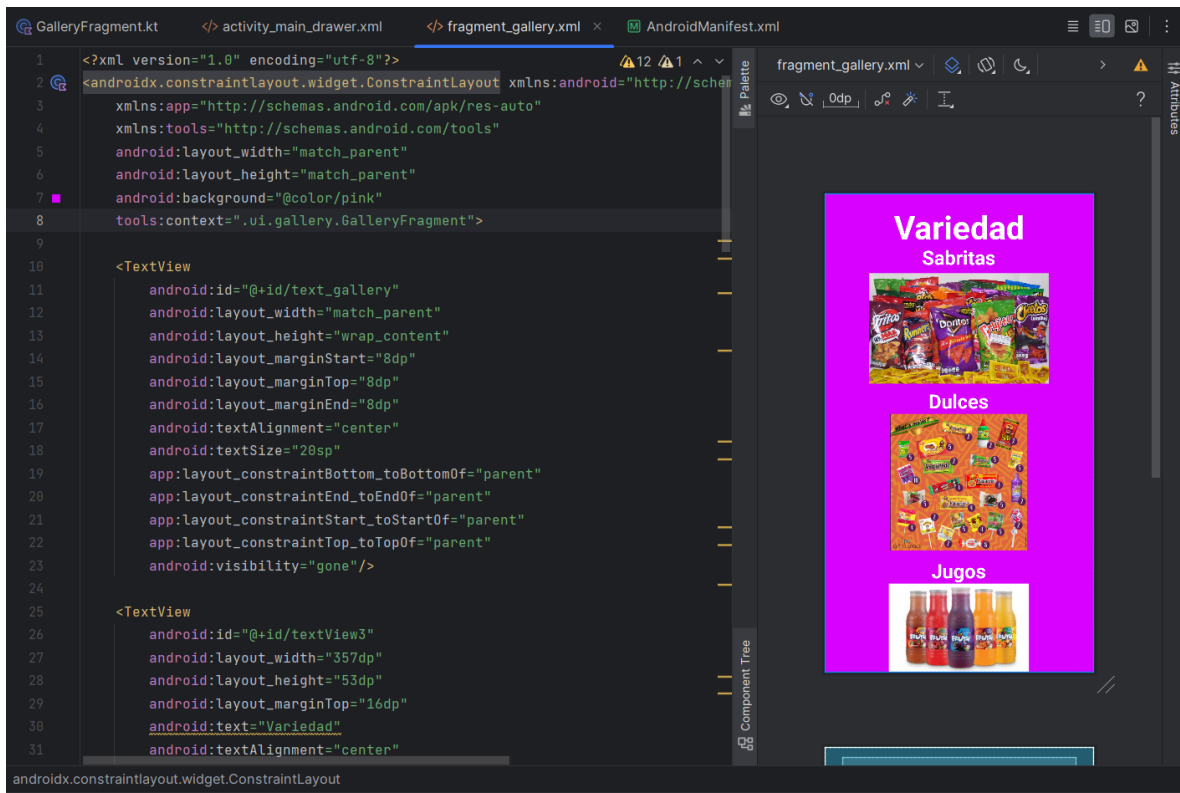 GalleryFragment.kt
</> activity_main_drawer.xml
</> fragment_gallery.xml ×
M AndroidManifest.xml
12 1
1 <?xml version="1.0" encoding="utf-8"?>
2 <androidx.constraintlayout.widget.ConstraintLayout xmlns:android="http://schem
3 xmlns:app="http://schemas.android.com/apk/res-auto"
4 xmlns:tools="http://schemas.android.com/tools"
5 android:layout_width="match_parent"
6 android:layout_height="match_parent"
7 android:background="@color/pink"
8 tools:context=".ui.gallery.GalleryFragment">
9
10 <TextView
11 android:id="@+id/text_gallery"
12 android:layout_width="match_parent"
13 android:layout_height="wrap_content"
14 android:layout_marginStart="8dp"
15 android:layout_marginTop="8dp"
16 android:layout_marginEnd="8dp"
17 android:textAlignment="center"
18 android:textSize="20sp"
19 app:layout_constraintBottom_toBottomOf="parent"
20 app:layout_constraintEnd_toEndOf="parent"
21 app:layout_constraintStart_toStartOf="parent"
22 app:layout_constraintTop_toTopOf="parent"
23 android:visibility="gone"/>
24
25 <TextView
26 android:id="@+id/textView3"
27 android:layout_width="357dp"
28 android:layout_height="53dp"
29 android:layout_marginTop="16dp"
30 android:text="Variedad"
31 android:textAlignment="center"
androidx.constraintlayout.widget.ConstraintLayout
Palette
Component Tree
fragment_gallery.xml
0dp
?
Attributes
Variedad
Sabritas
Fritos
Runners
Doritos
Cheetos
Dulces
Jugos